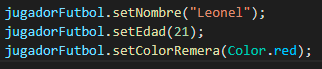 jugadorFutbol.setNombre("Leonel");
jugadorFutbol.setEdad(21);
jugadorFutbol.setColorRemera(Color.red);